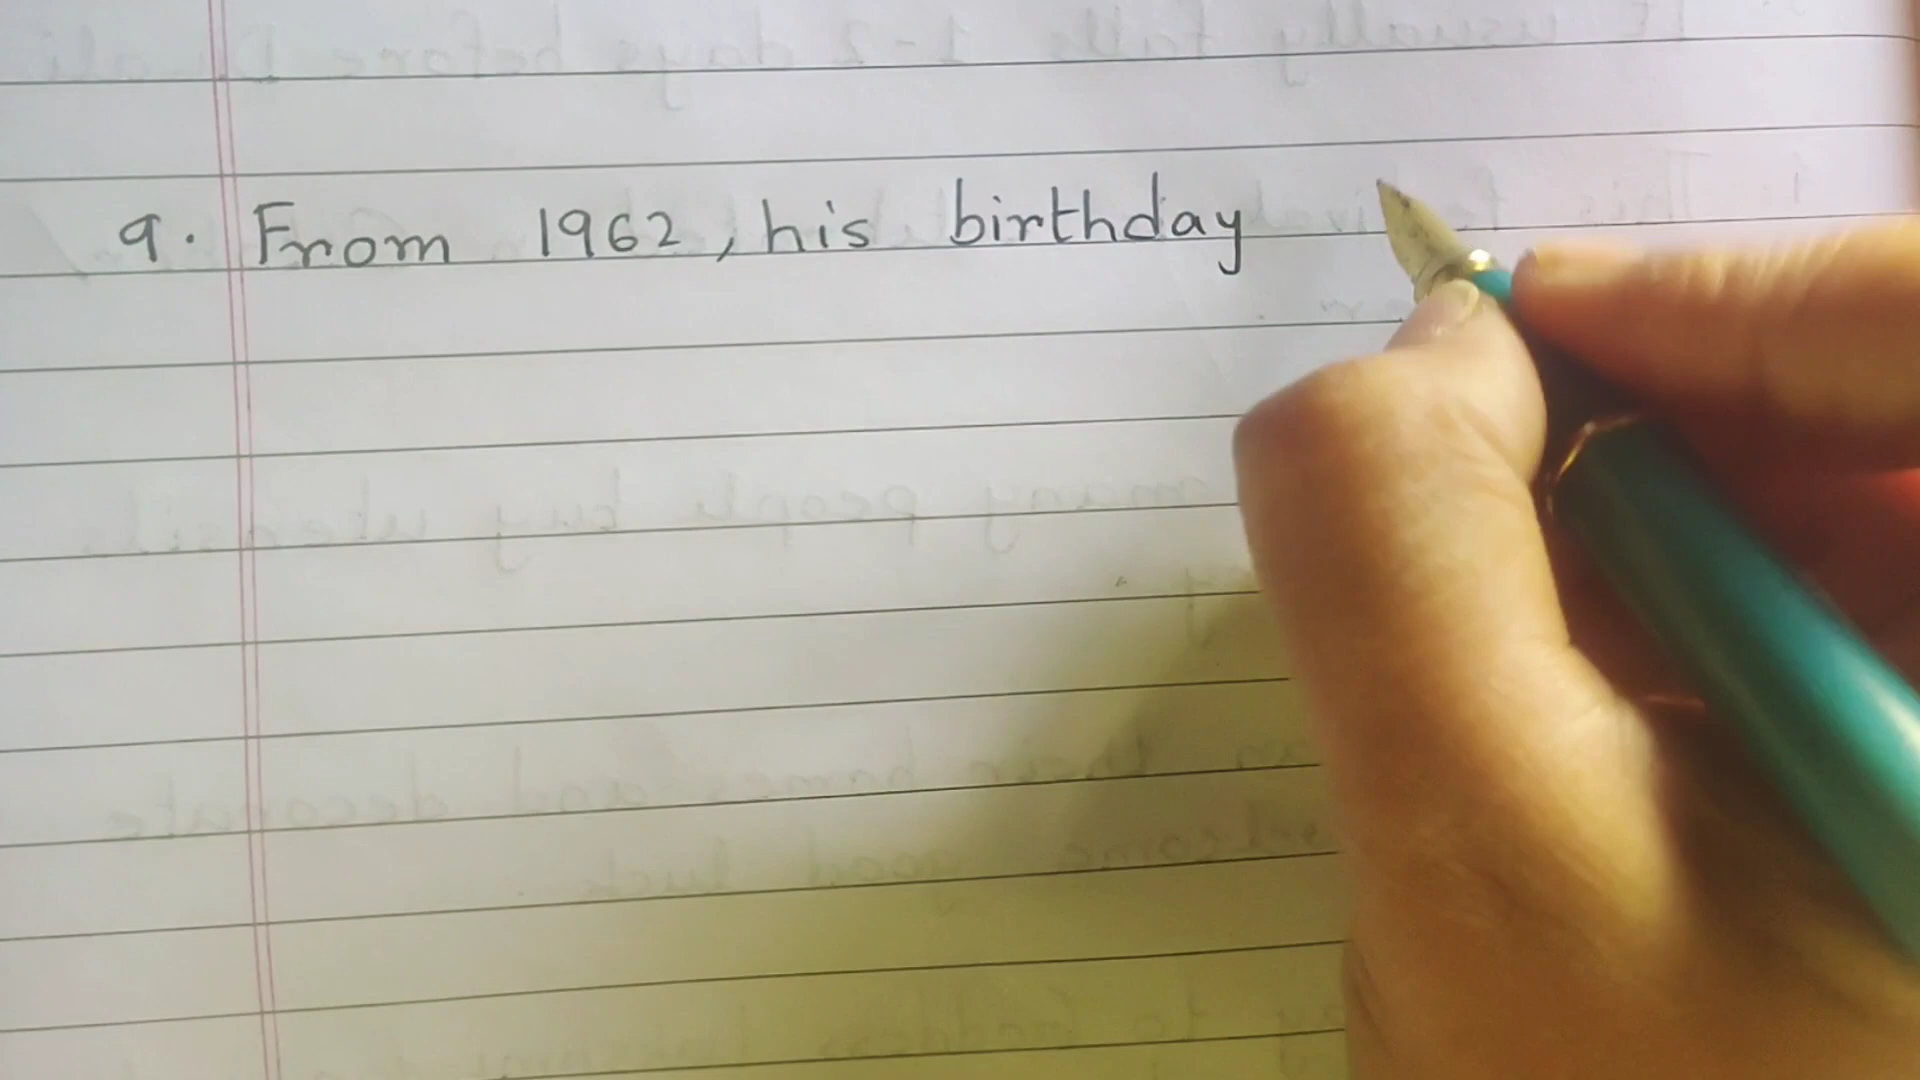 9. From 1962, his birthday